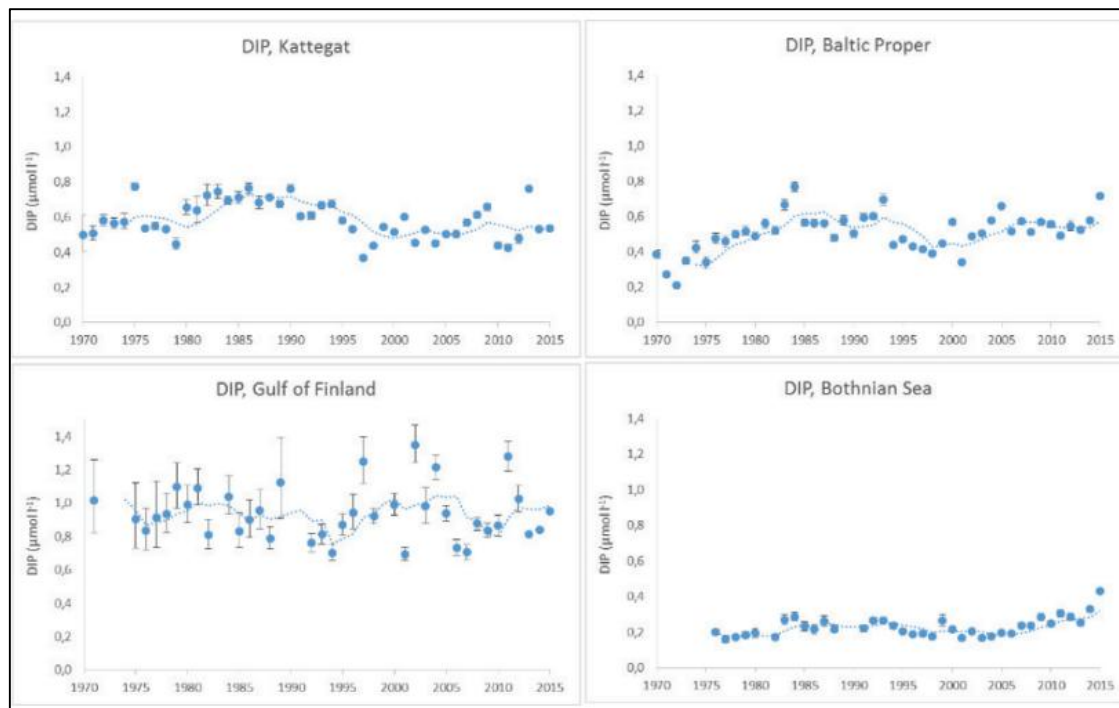 DIP, Kattegat
1,4
1,2
1,0
0,8
0,6
0,4
0,2
0,0
DIP (µmol l⁻¹)
1970 1975 1980 1985 1990 1995 2000 2005 2010 2015
DIP, Baltic Proper
1,4
1,2
1,0
0,8
0,6
0,4
0,2
0,0
DIP (µmol l⁻¹)
1970 1975 1980 1985 1990 1995 2000 2005 2010 2015
DIP, Gulf of Finland
1,4
1,2
1,0
0,8
0,6
0,4
0,2
0,0
DIP (µmol l⁻¹)
1970 1975 1980 1985 1990 1995 2000 2005 2010 2015
DIP, Bothnian Sea
1,4
1,2
1,0
0,8
0,6
0,4
0,2
0,0
DIP (µmol l⁻¹)
1970 1975 1980 1985 1990 1995 2000 2005 2010 2015